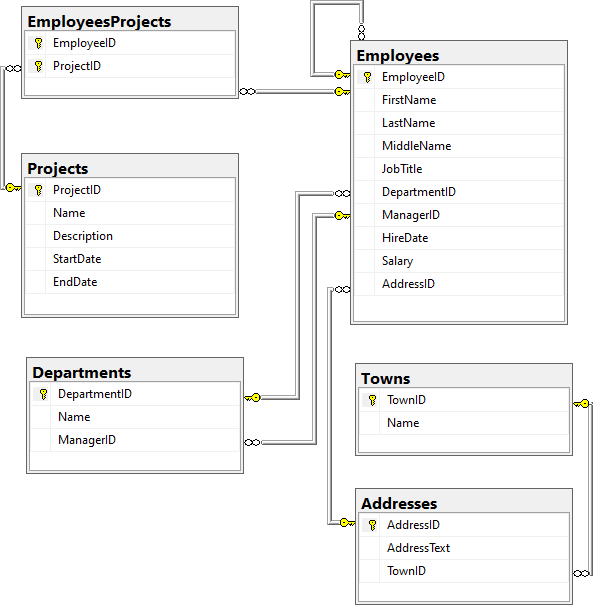 EmployeesProjects
EmployeeID
ProjectID
Employees
EmployeeID
FirstName
LastName
MiddleName
JobTitle
DepartmentID
ManagerID
HireDate
Salary
AddressID
Projects
ProjectID
Name
Description
StartDate
EndDate
Departments
DepartmentID
Name
ManagerID
Towns
TownID
Name
Addresses
AddressID
AddressText
TownID